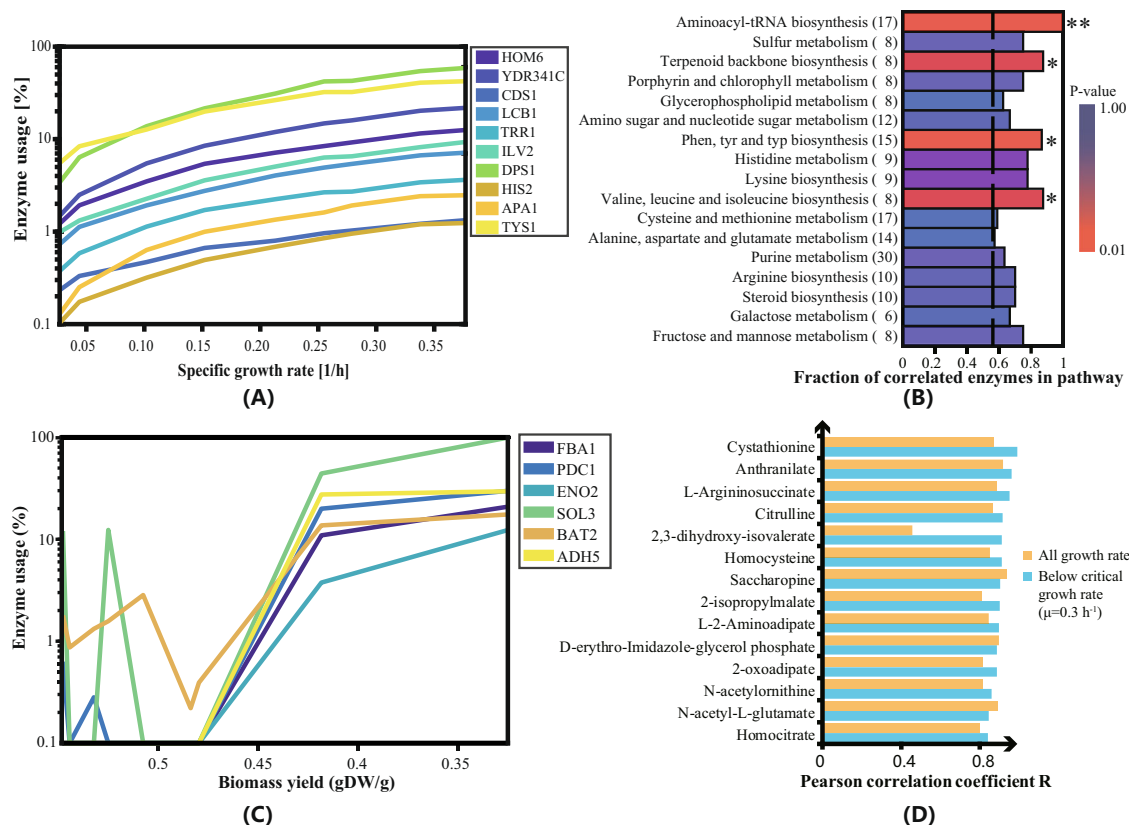 Enzyme usage [%]
100
10
1
0.1
0.05
0.10
0.15
0.20
0.25
0.30
0.35
Specific growth rate [1/h]
(A)
HOM6
YDR341C
CDS1
LCB1
TRR1
ILV2
DPS1
HIS2
APA1
TYS1
Aminoacyl-tRNA biosynthesis (17) **
Sulfur metabolism ( 8)
Terpenoid backbone biosynthesis ( 8) *
Porphyrin and chlorophyll metabolism ( 8)
Glycerophospholipid metabolism ( 8)
Amino sugar and nucleotide sugar metabolism (12)
Phen, tyr and typ biosynthesis (15) *
Histidine metabolism ( 9)
Lysine biosynthesis ( 9)
Valine, leucine and isoleucine biosynthesis ( 8) *
Cysteine and methionine metabolism (17)
Alanine, aspartate and glutamate metabolism (14)
Purine metabolism (30)
Arginine biosynthesis (10)
Steroid biosynthesis (10)
Galactose metabolism ( 6)
Fructose and mannose metabolism ( 8)
0 0.2 0.4 0.6 0.8 1
Fraction of correlated enzymes in pathway
(B)
P-value
1.00
0.01
Enzyme usage (%)
100
10
1
0.1
0.5
0.45
0.4
0.35
Biomass yield (gDW/g)
(C)
FBA1
PDC1
ENO2
SOL3
BAT2
ADH5
Cystathionine
Anthranilate
L-Argininosuccinate
Citrulline
2,3-dihydroxy-isovalerate
Homocysteine
Saccharopine
2-isopropylmalate
L-2-Aminoadipate
D-erythro-Imidazole-glycerol phosphate
2-oxoadipate
N-acetylornithine
N-acetyl-L-glutamate
Homocitrate
0 0.4 0.8
Pearson correlation coefficient R
(D)
All growth rate
Below critical
growth rate
(μ=0.3 h⁻¹)